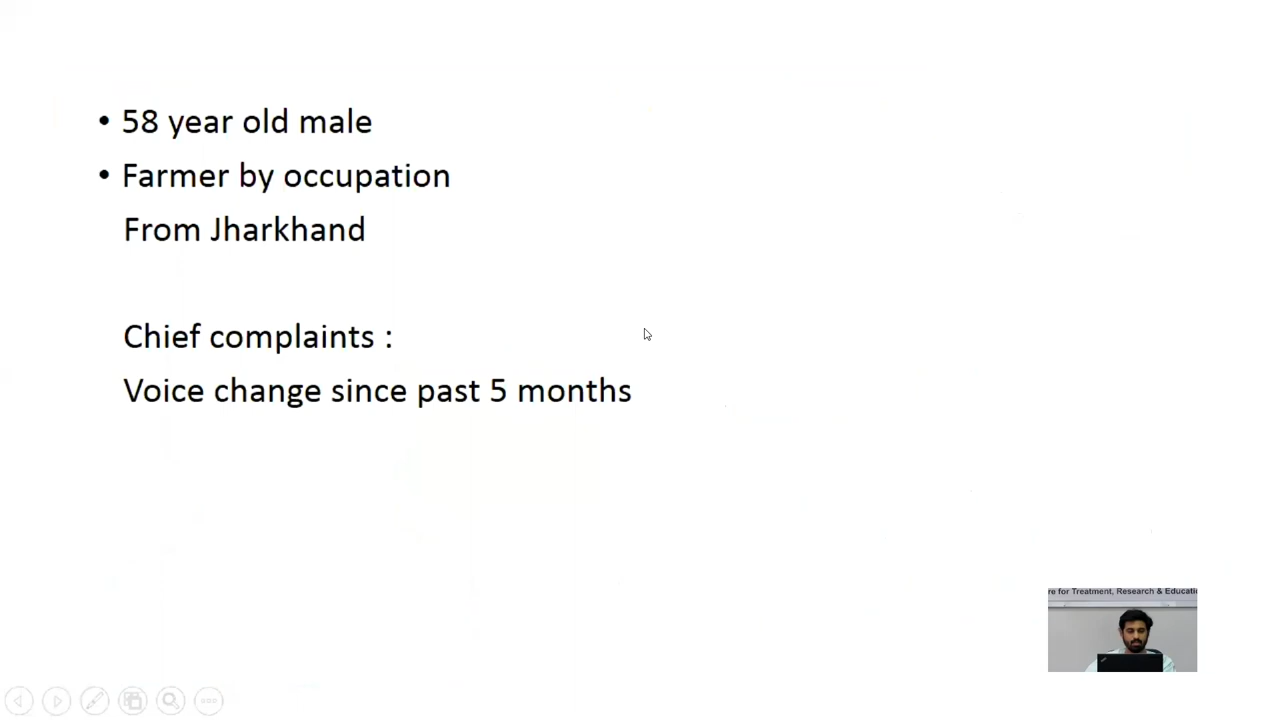 • 58 year old male
• Farmer by occupation
From Jharkhand
Chief complaints :
Voice change since past 5 months
re for Treatment, Research & Educatio